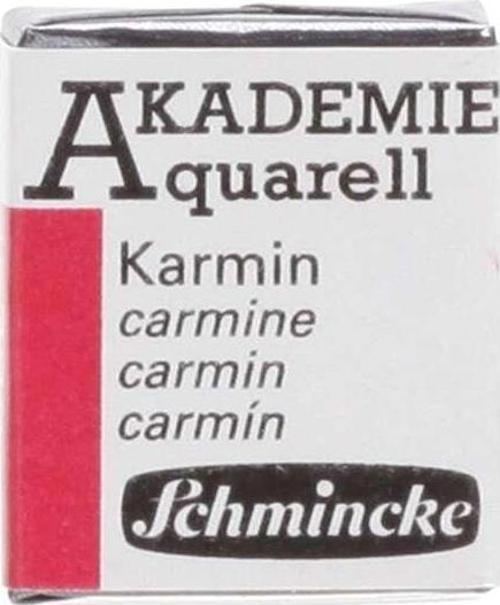 AKADEMIE
Aquarell
Karmin
carmine
carmin
carmín
Schmincke